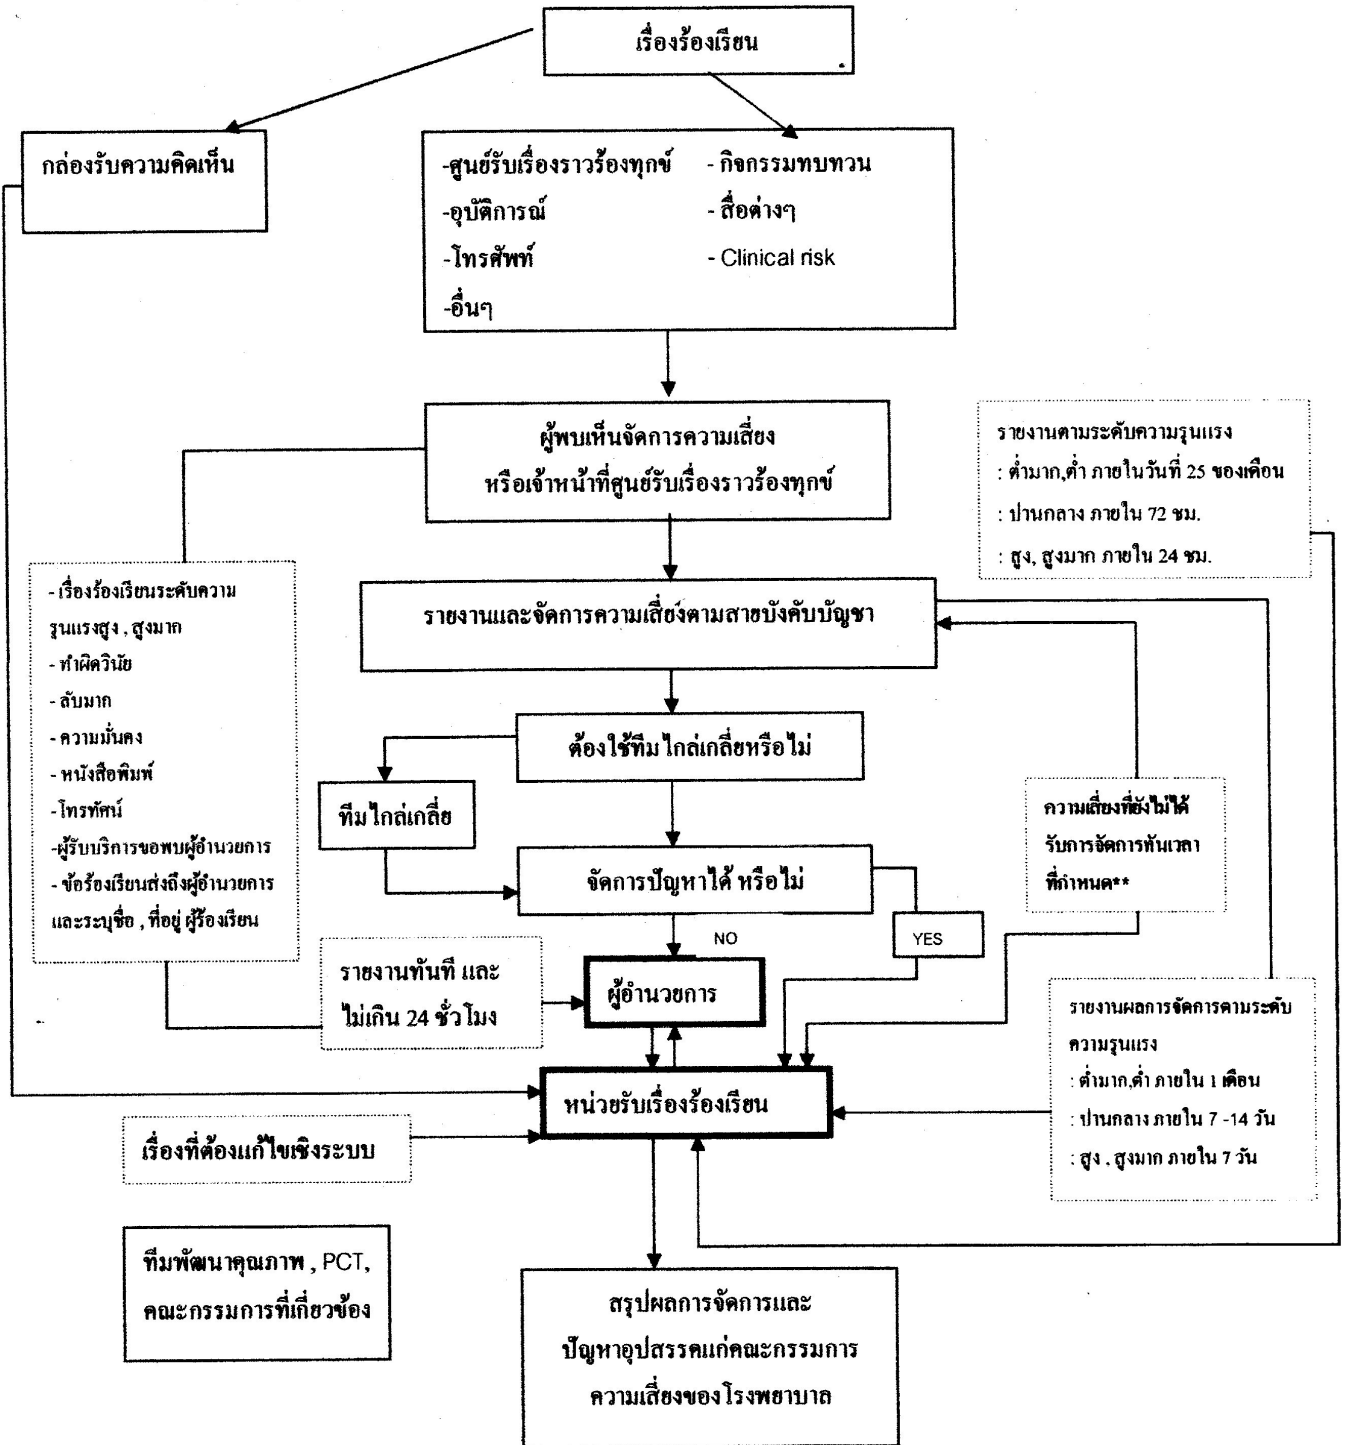 เรื่องร้องเรียน
กล่องรับความคิดเห็น
-ศูนย์รับเรื่องราวร้องทุกข์ - กิจกรรมทบทวน
-อุบัติการณ์ - สื่อต่างๆ
-โทรศัพท์ - Clinical risk
-อื่นๆ
ผู้พบเห็นจัดการความเสี่ยง
หรือเจ้าหน้าที่ศูนย์รับเรื่องราวร้องทุกข์
รายงานตามระดับความรุนแรง
: ต่ำมาก,ต่ำ ภายในวันที่ 25 ของเดือน
: ปานกลาง ภายใน 72 ชม.
: สูง, สูงมาก ภายใน 24 ชม.
- เรื่องร้องเรียนระดับความ
รุนแรงสูง , สูงมาก
- ทำผิดวินัย
- ลับมาก
- ความมั่นคง
- หนังสือพิมพ์
-โทรทัศน์
-ผู้รับบริการขอพบผู้อำนวยการ
- ข้อร้องเรียนส่งถึงผู้อำนวยการ
และระบุชื่อ , ที่อยู่ ผู้ร้องเรียน
รายงานและจัดการความเสี่ยงตามสายบังคับบัญชา
ต้องใช้ทีมไกล่เกลี่ยหรือไม่
ทีมไกล่เกลี่ย
ความเสี่ยงที่ยังไม่ได้
รับการจัดการทันเวลา
ที่กำหนด**
จัดการปัญหาได้ หรือไม่
NO
YES
รายงานทันที และ
ไม่เกิน 24 ชั่วโมง
ผู้อำนวยการ
รายงานผลการจัดการตามระดับ
ความรุนแรง
: ต่ำมาก,ต่ำ ภายใน 1 เดือน
: ปานกลาง ภายใน 7 -14 วัน
: สูง , สูงมาก ภายใน 7 วัน
หน่วยรับเรื่องร้องเรียน
เรื่องที่ต้องแก้ไขเชิงระบบ
ทีมพัฒนาคุณภาพ , PCT,
คณะกรรมการที่เกี่ยวข้อง
สรุปผลการจัดการและ
ปัญหาอุปสรรคแก่คณะกรรมการ
ความเสี่ยงของโรงพยาบาล